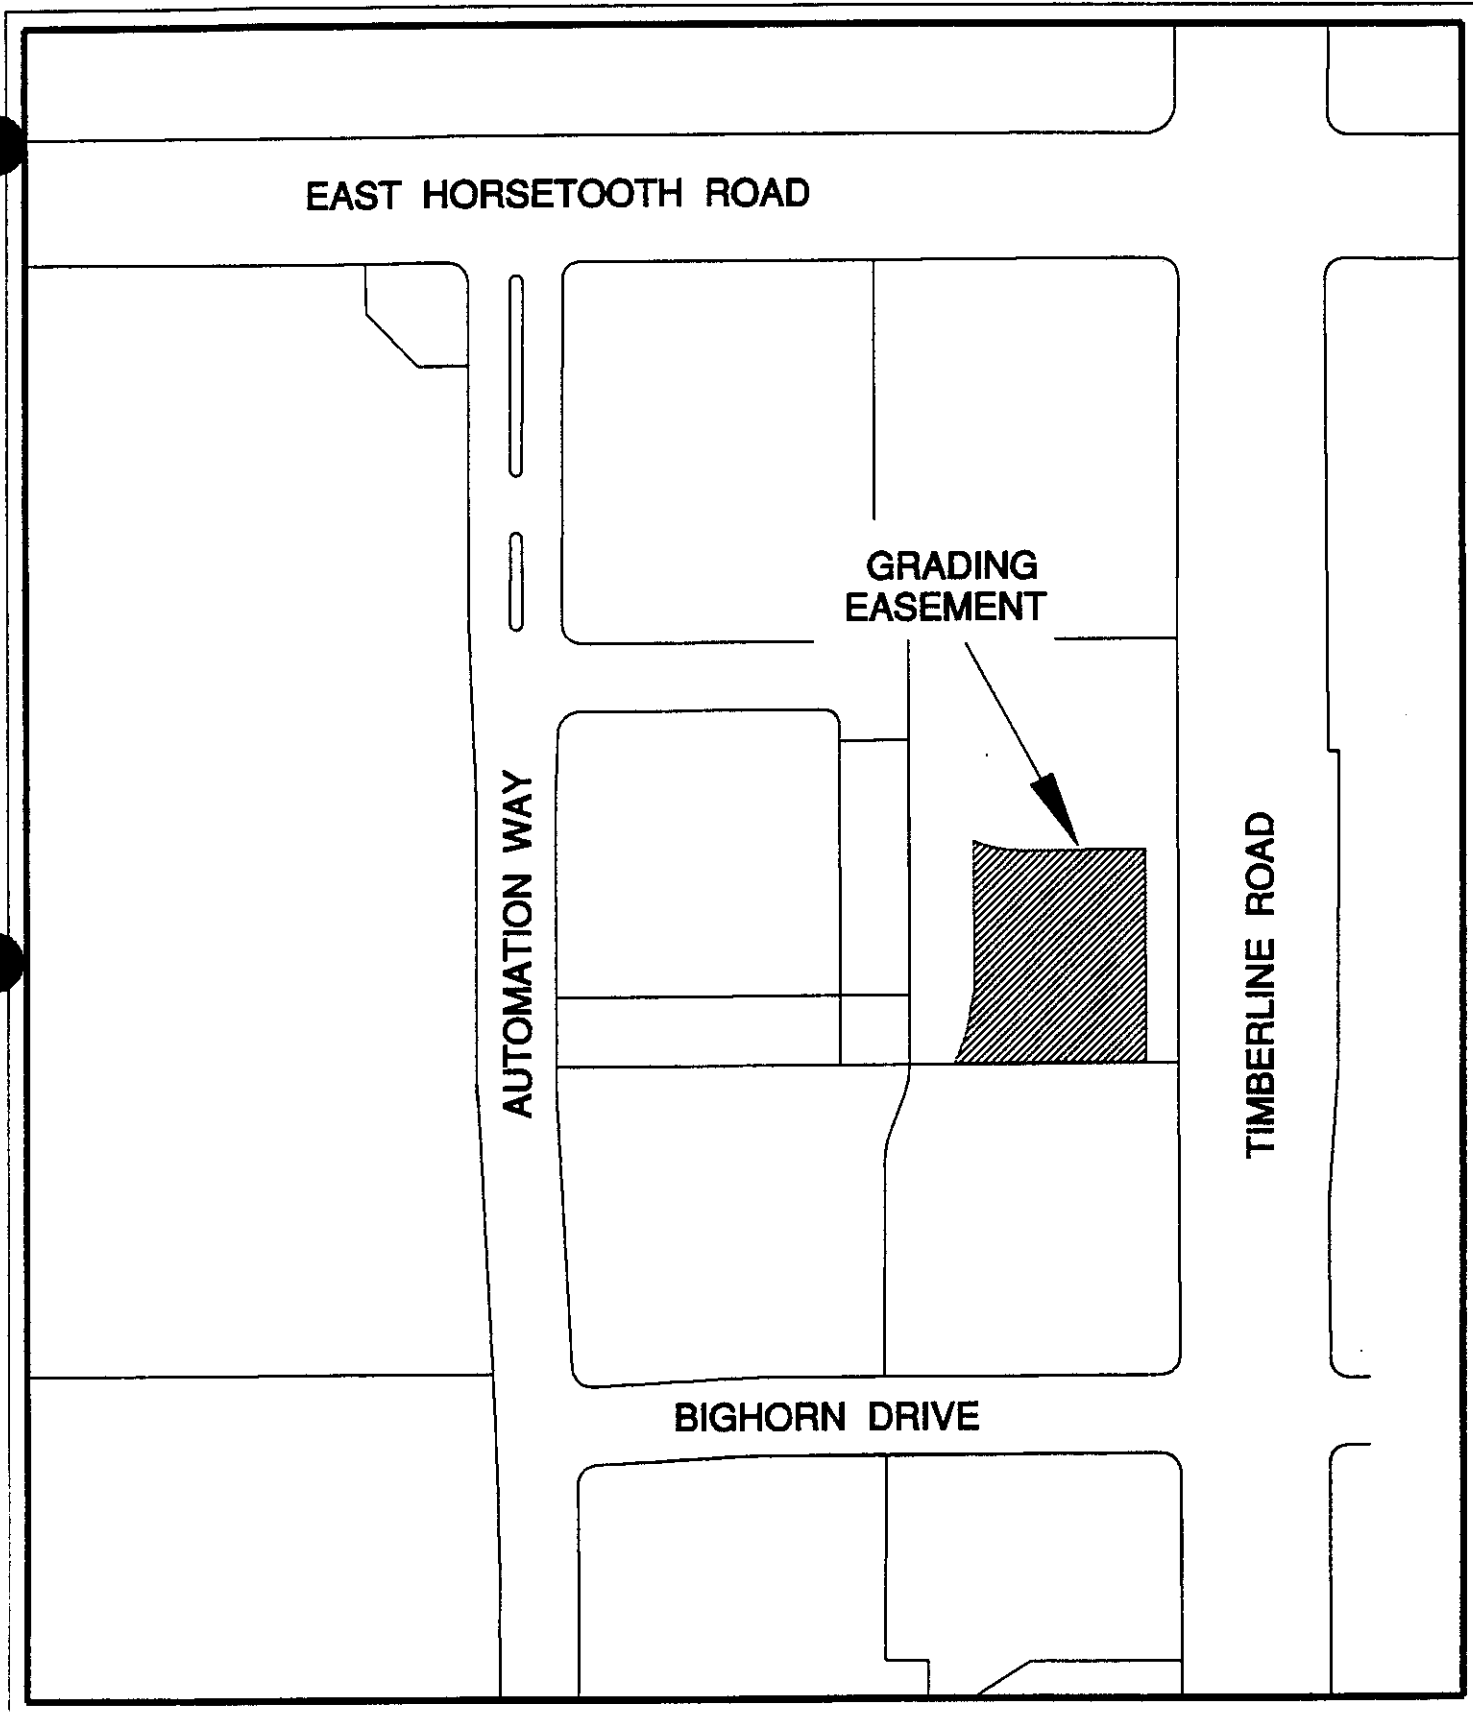 EAST HORSETOOTH ROAD
GRADING
EASEMENT
AUTOMATION WAY
TIMBERLINE ROAD
BIGHORN DRIVE